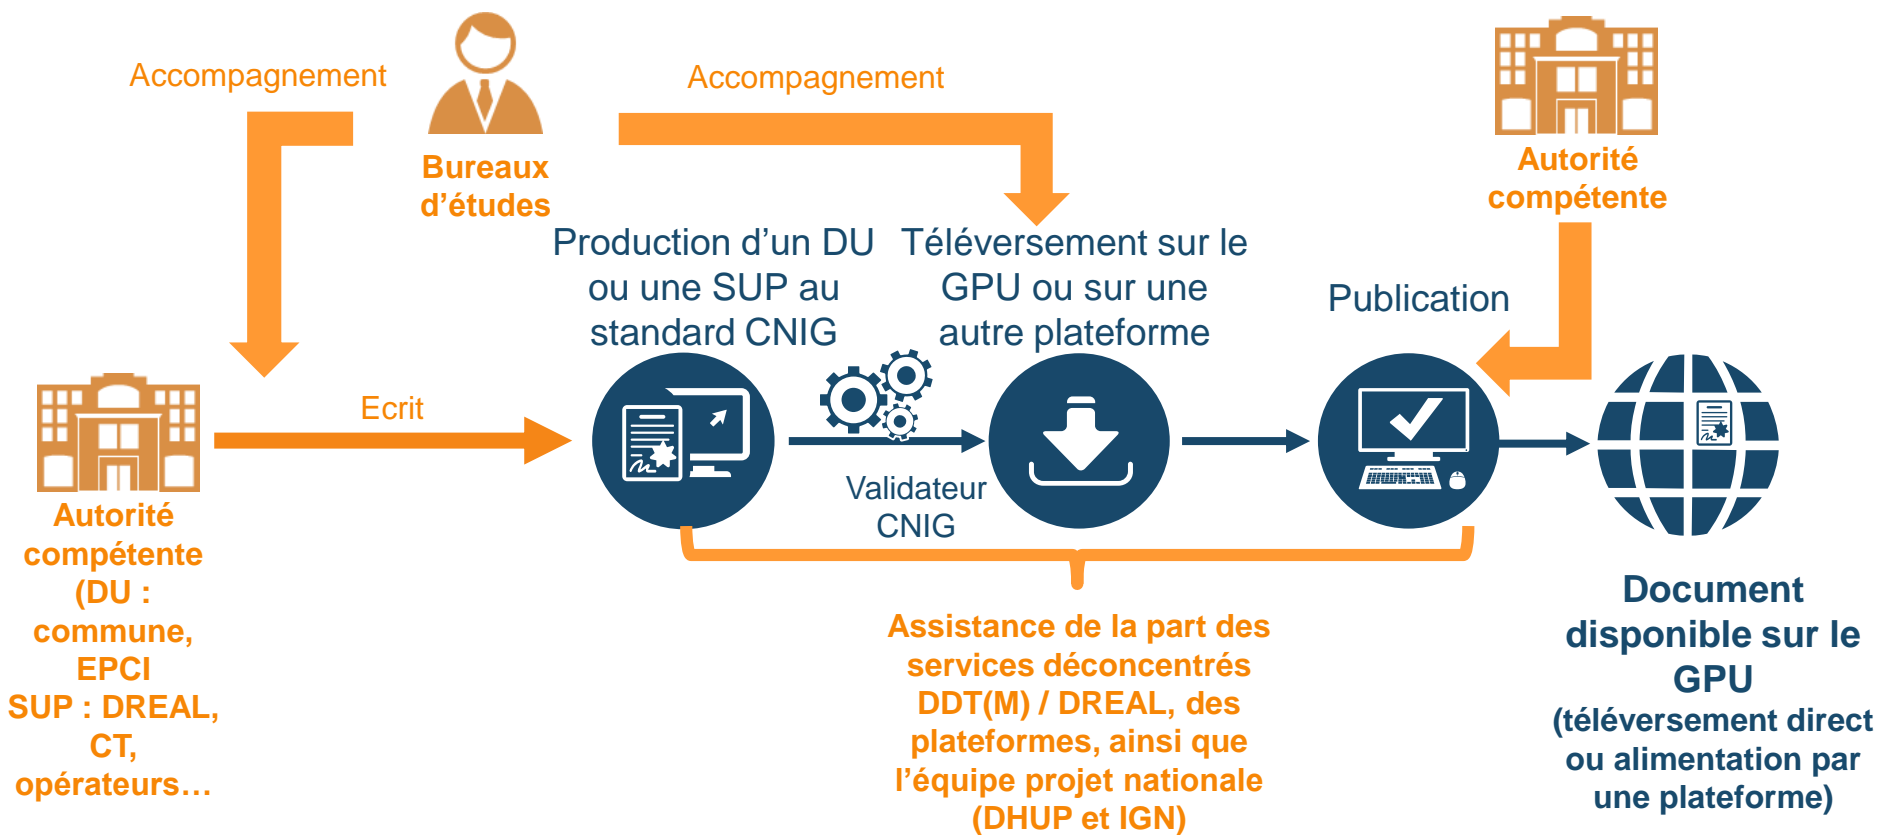 Accompagnement
Accompagnement
Bureaux
d’études
Autorité
compétente
Production d’un DU
ou une SUP au
standard CNIG
Téléversement sur le
GPU ou sur une
autre plateforme
Publication
Ecrit
Validateur
CNIG
Autorité
compétente
(DU :
commune,
EPCI
SUP : DREAL,
CT,
opérateurs…
Assistance de la part des
services déconcentrés
DDT(M) / DREAL, des
plateformes, ainsi que
l’équipe projet nationale
(DHUP et IGN)
Document
disponible sur le
GPU
(téléversement direct
ou alimentation par
une plateforme)